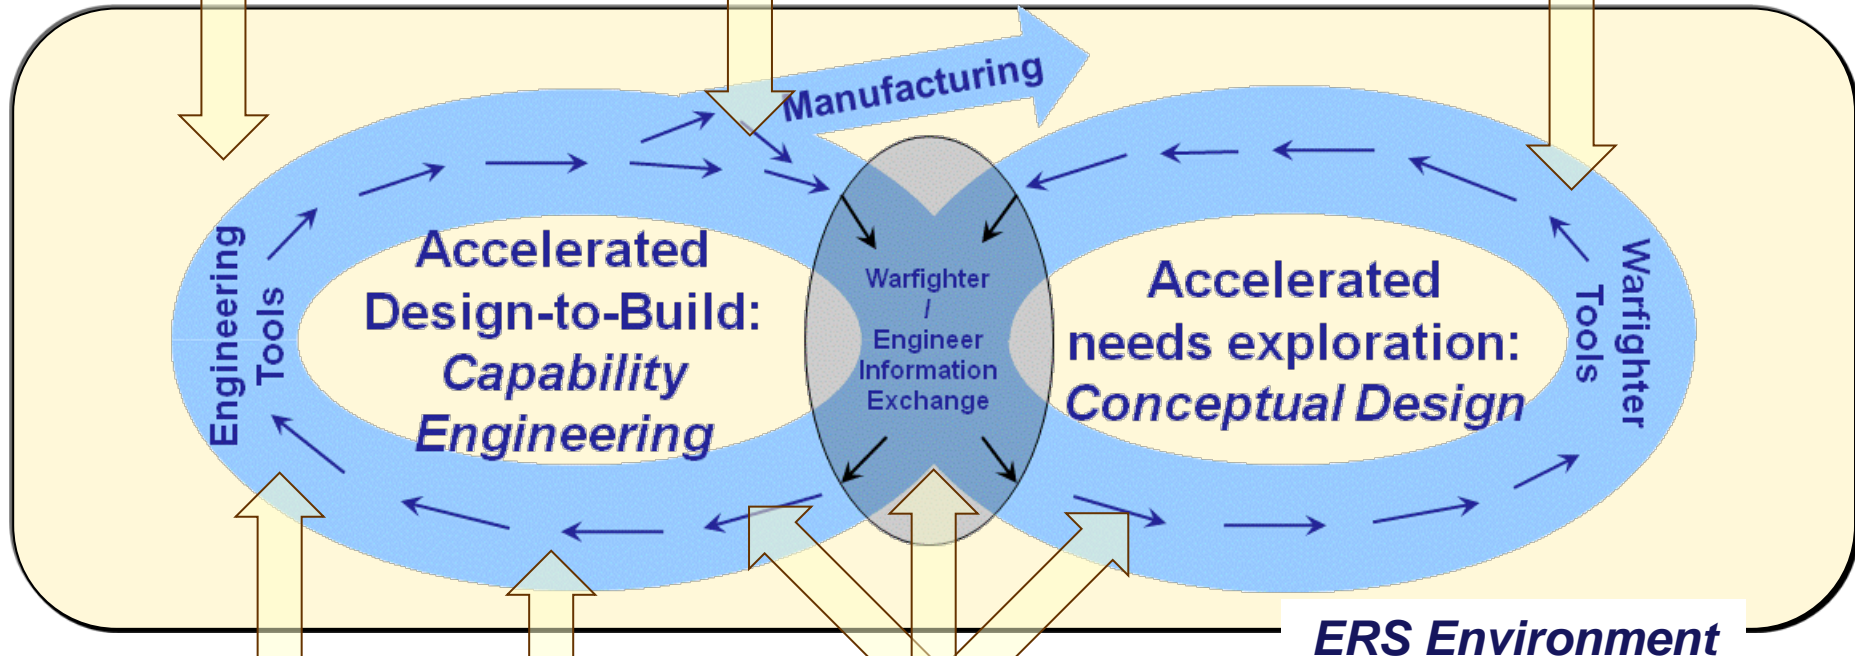 Manufacturing
Engineering
Tools
Accelerated
Design-to-Build:
Capability
Engineering
Warfighter
/
Engineer
Information
Exchange
Accelerated
needs exploration:
Conceptual Design
Warfighter
Tools
ERS Environment